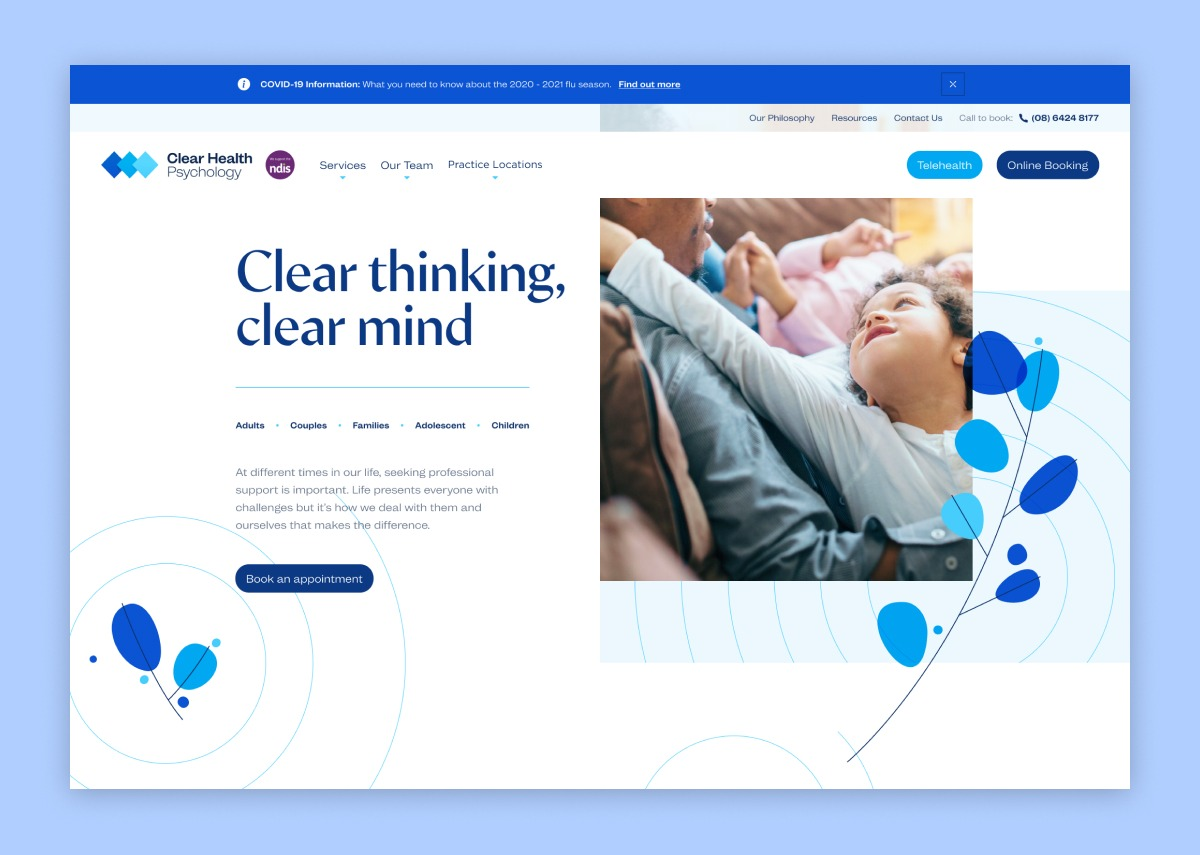 COVID-19 Information: What you need to know about the 2020 - 2021 flu season. Find out more
Our Philosophy Resources Contact Us Call to book: (08) 6424 8177
Clear Health
Psychology
We support the
ndis
Services Our Team Practice Locations
Telehealth Online Booking
Clear thinking,
clear mind
Adults • Couples • Families • Adolescent • Children
At different times in our life, seeking professional
support is important. Life presents everyone with
challenges but it's how we deal with them and
ourselves that makes the difference.
Book an appointment